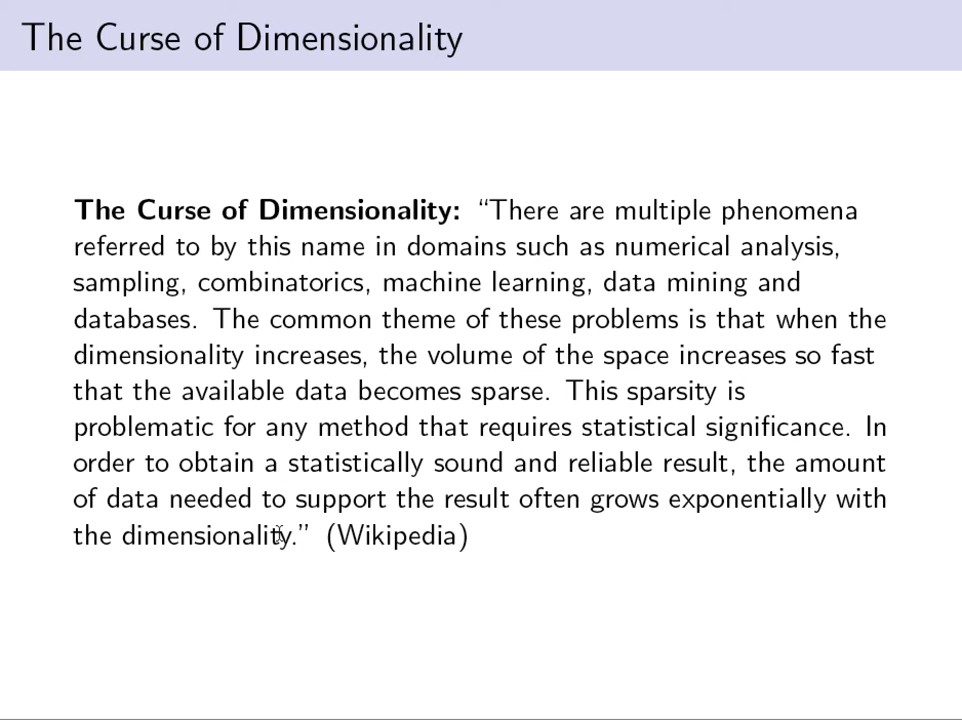 The Curse of Dimensionality
The Curse of Dimensionality: “There are multiple phenomena
referred to by this name in domains such as numerical analysis,
sampling, combinatorics, machine learning, data mining and
databases. The common theme of these problems is that when the
dimensionality increases, the volume of the space increases so fast
that the available data becomes sparse. This sparsity is
problematic for any method that requires statistical significance. In
order to obtain a statistically sound and reliable result, the amount
of data needed to support the result often grows exponentially with
the dimensionality.” (Wikipedia)